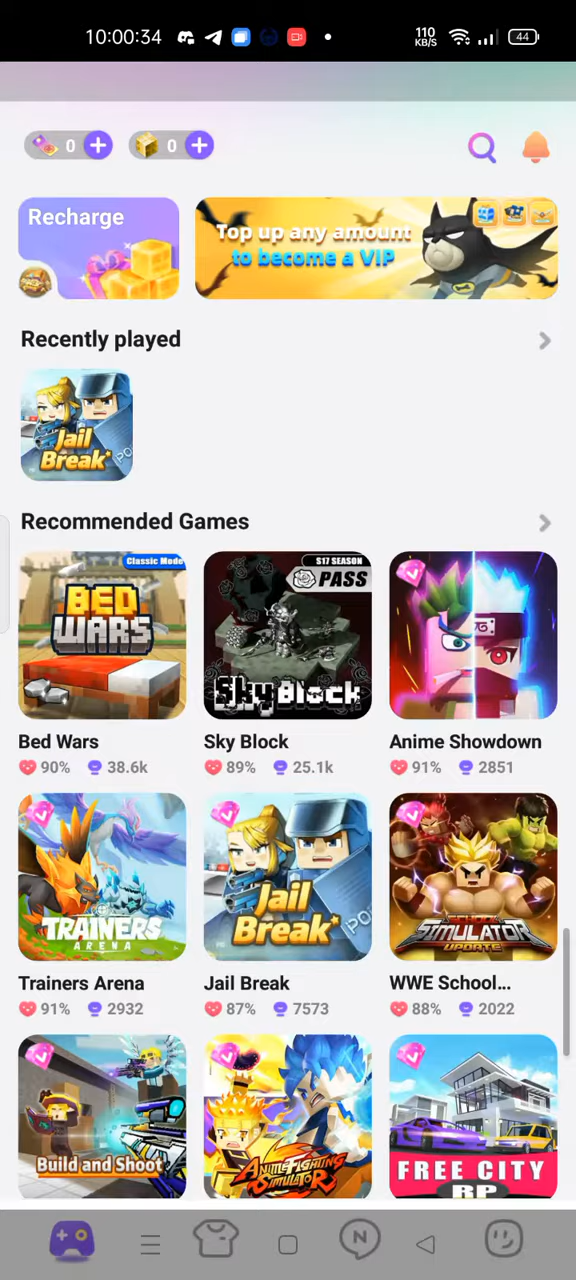 10:00:34
110
KB/S
44
0
0
Recharge
Top up any amount
to become a VIP
Recently played
Jail
Break
Recommended Games
Classic Mode
BED
WARS
S17 SEASON
PASS
Sky Block
Bed Wars
Sky Block
Anime Showdown
90%
38.6k
89%
25.1k
91%
2851
TRAINERS
ARENA
Jail
Break
SCHOOL
SIMULATOR
UPDATE
Trainers Arena
Jail Break
WWE School...
91%
2932
87%
7573
88%
2022
Build and Shoot
ANIME FIGHTING
SIMULATOR
FREE CITY
RP
N